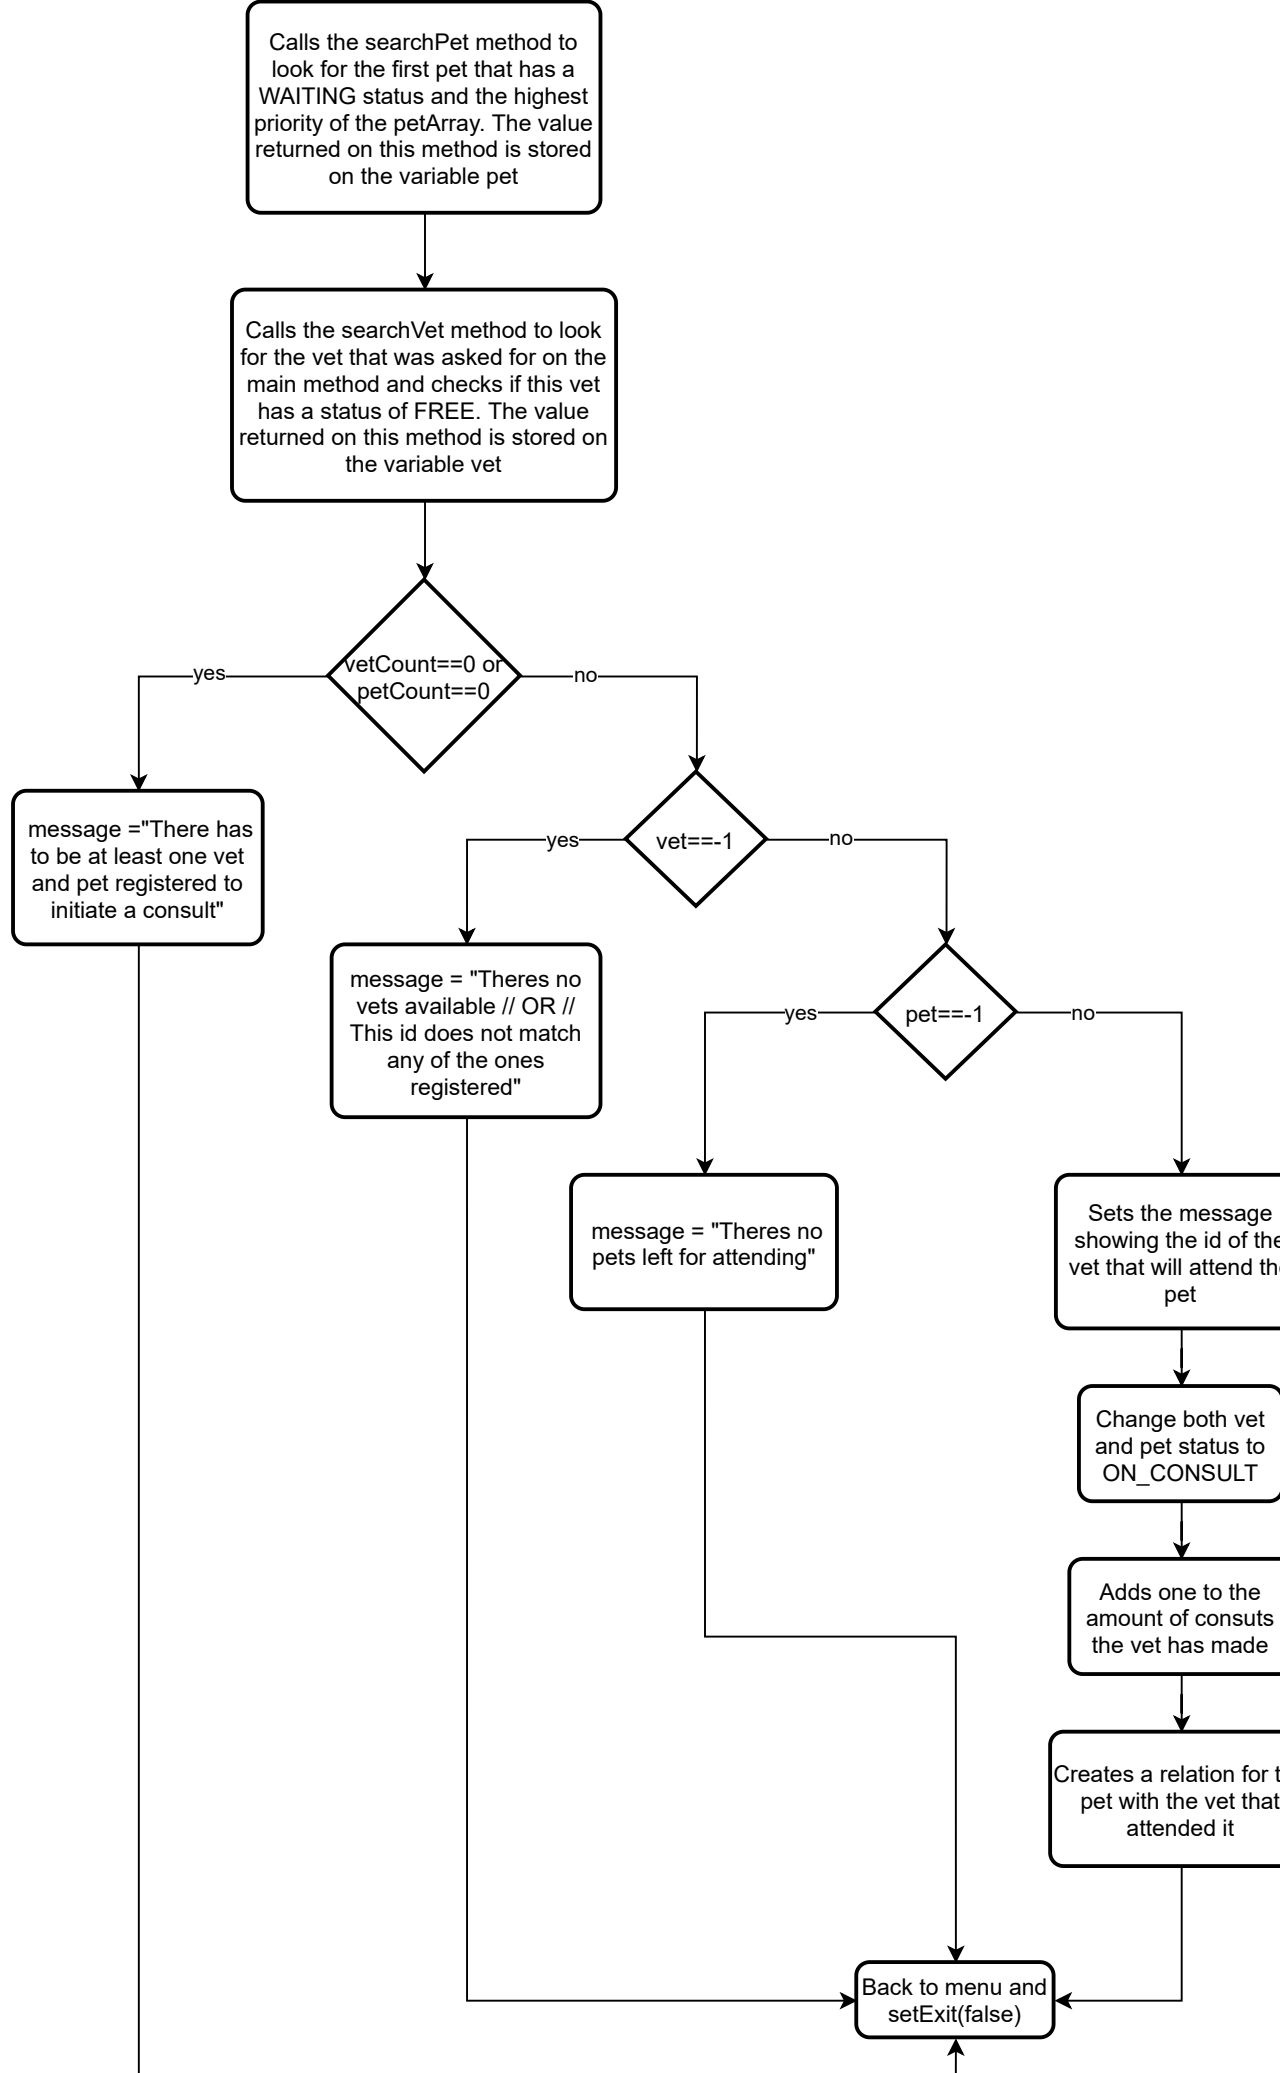 Calls the searchPet method to
look for the first pet that has a
WAITING status and the highest
priority of the petArray. The value
returned on this method is stored
on the variable pet
Calls the searchVet method to look
for the vet that was asked for on the
main method and checks if this vet
has a status of FREE. The value
returned on this method is stored on
the variable vet
vetCount==0 or
petCount==0
yes
no
message ="There has
to be at least one vet
and pet registered to
initiate a consult"
vet==-1
yes
no
message = "Theres no
vets available // OR //
This id does not match
any of the ones
registered"
pet==-1
yes
no
message = "Theres no
pets left for attending"
Sets the message
showing the id of the
vet that will attend the
pet
Change both vet
and pet status to
ON_CONSULT
Adds one to the
amount of consuts
the vet has made
Creates a relation for
pet with the vet that
attended it
Back to menu and
setExit(false)